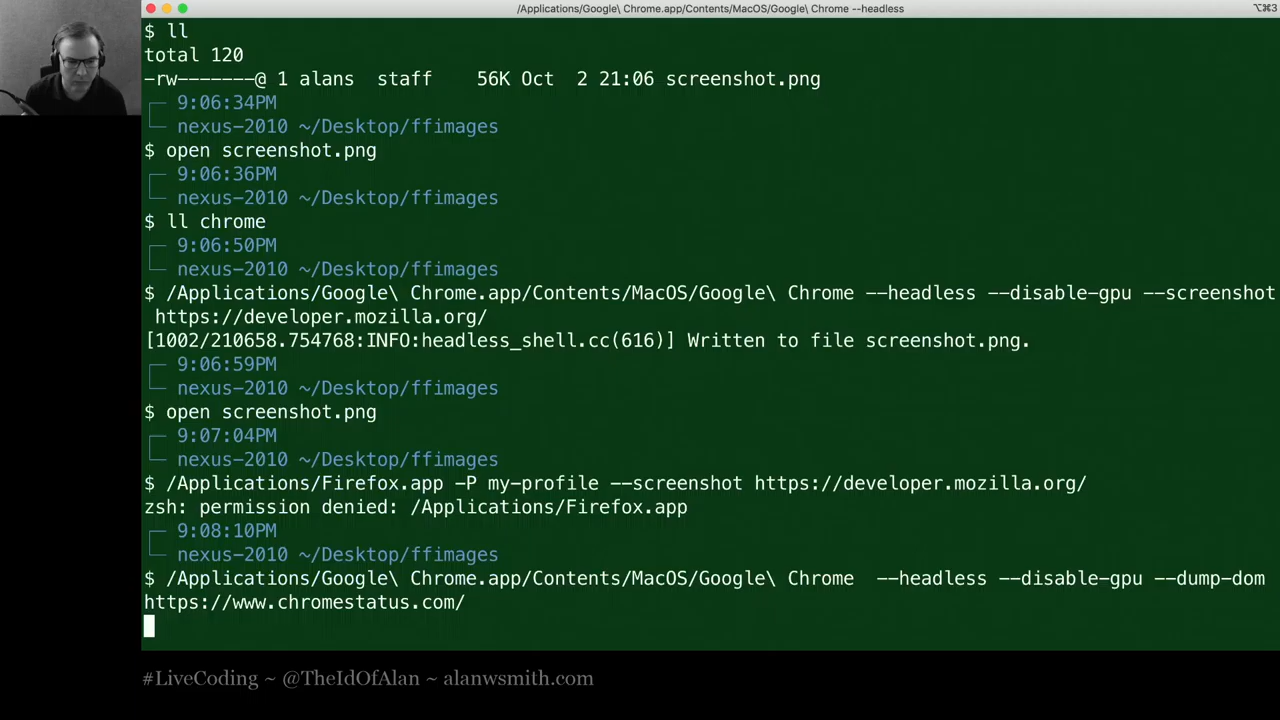 /Applications/Google\ Chrome.app/Contents/MacOS/Google\ Chrome --headless
⌥⌘3
$ ll
total 120
-rw-------@ 1 alans  staff    56K Oct  2 21:06 screenshot.png
9:06:34PM
nexus-2010 ~/Desktop/ffimages
$ open screenshot.png
9:06:36PM
nexus-2010 ~/Desktop/ffimages
$ ll chrome
9:06:50PM
nexus-2010 ~/Desktop/ffimages
$ /Applications/Google\ Chrome.app/Contents/MacOS/Google\ Chrome --headless --disable-gpu --screenshot
https://developer.mozilla.org/
[1002/210658.754768:INFO:headless_shell.cc(616)] Written to file screenshot.png.
9:06:59PM
nexus-2010 ~/Desktop/ffimages
$ open screenshot.png
9:07:04PM
nexus-2010 ~/Desktop/ffimages
$ /Applications/Firefox.app -P my-profile --screenshot https://developer.mozilla.org/
zsh: permission denied: /Applications/Firefox.app
9:08:10PM
nexus-2010 ~/Desktop/ffimages
$ /Applications/Google\ Chrome.app/Contents/MacOS/Google\ Chrome  --headless --disable-gpu --dump-dom
https://www.chromestatus.com/
#LiveCoding ~ @TheIdOfAlan ~ alanwsmith.com